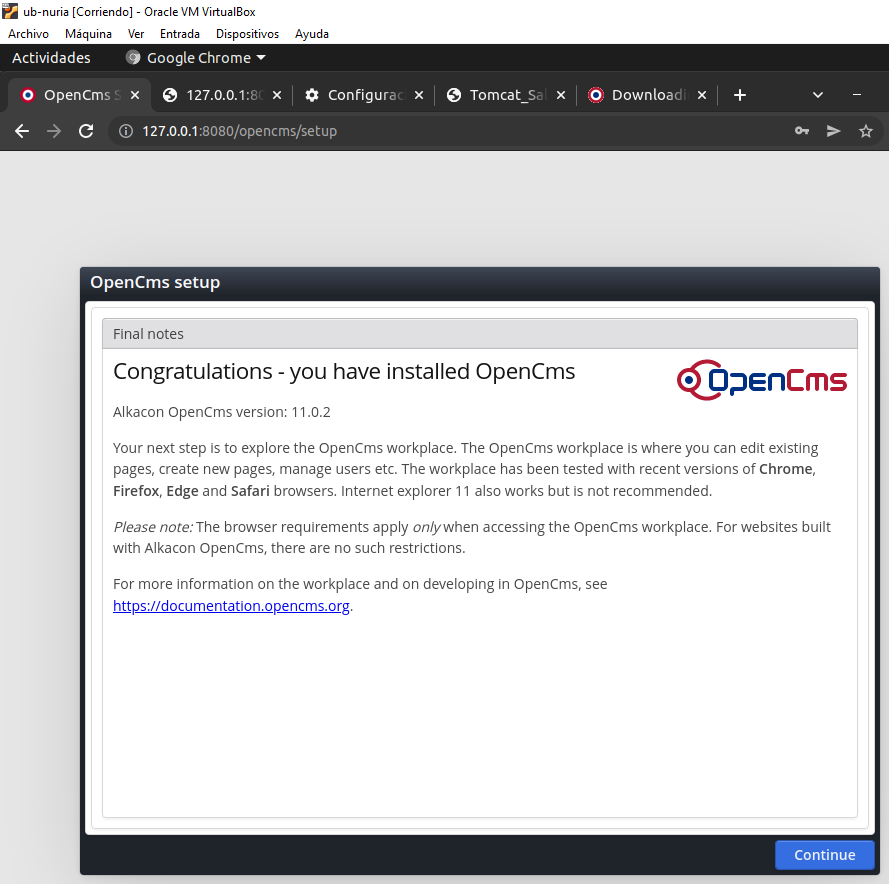 ub-nuria [Corriendo] - Oracle VM VirtualBox
Archivo Máquina Ver Entrada Dispositivos Ayuda
Actividades Google Chrome
OpenCms S 127.0.0.1:80 Configurac Tomcat_Sal Downloadi
127.0.0.1:8080/opencms/setup
OpenCms setup
Final notes
Congratulations - you have installed OpenCms
OpenCms
Alkacon OpenCms version: 11.0.2
Your next step is to explore the OpenCms workplace. The OpenCms workplace is where you can edit existing
pages, create new pages, manage users etc. The workplace has been tested with recent versions of Chrome,
Firefox, Edge and Safari browsers. Internet explorer 11 also works but is not recommended.
Please note: The browser requirements apply only when accessing the OpenCms workplace. For websites built
with Alkacon OpenCms, there are no such restrictions.
For more information on the workplace and on developing in OpenCms, see
https://documentation.opencms.org.
Continue